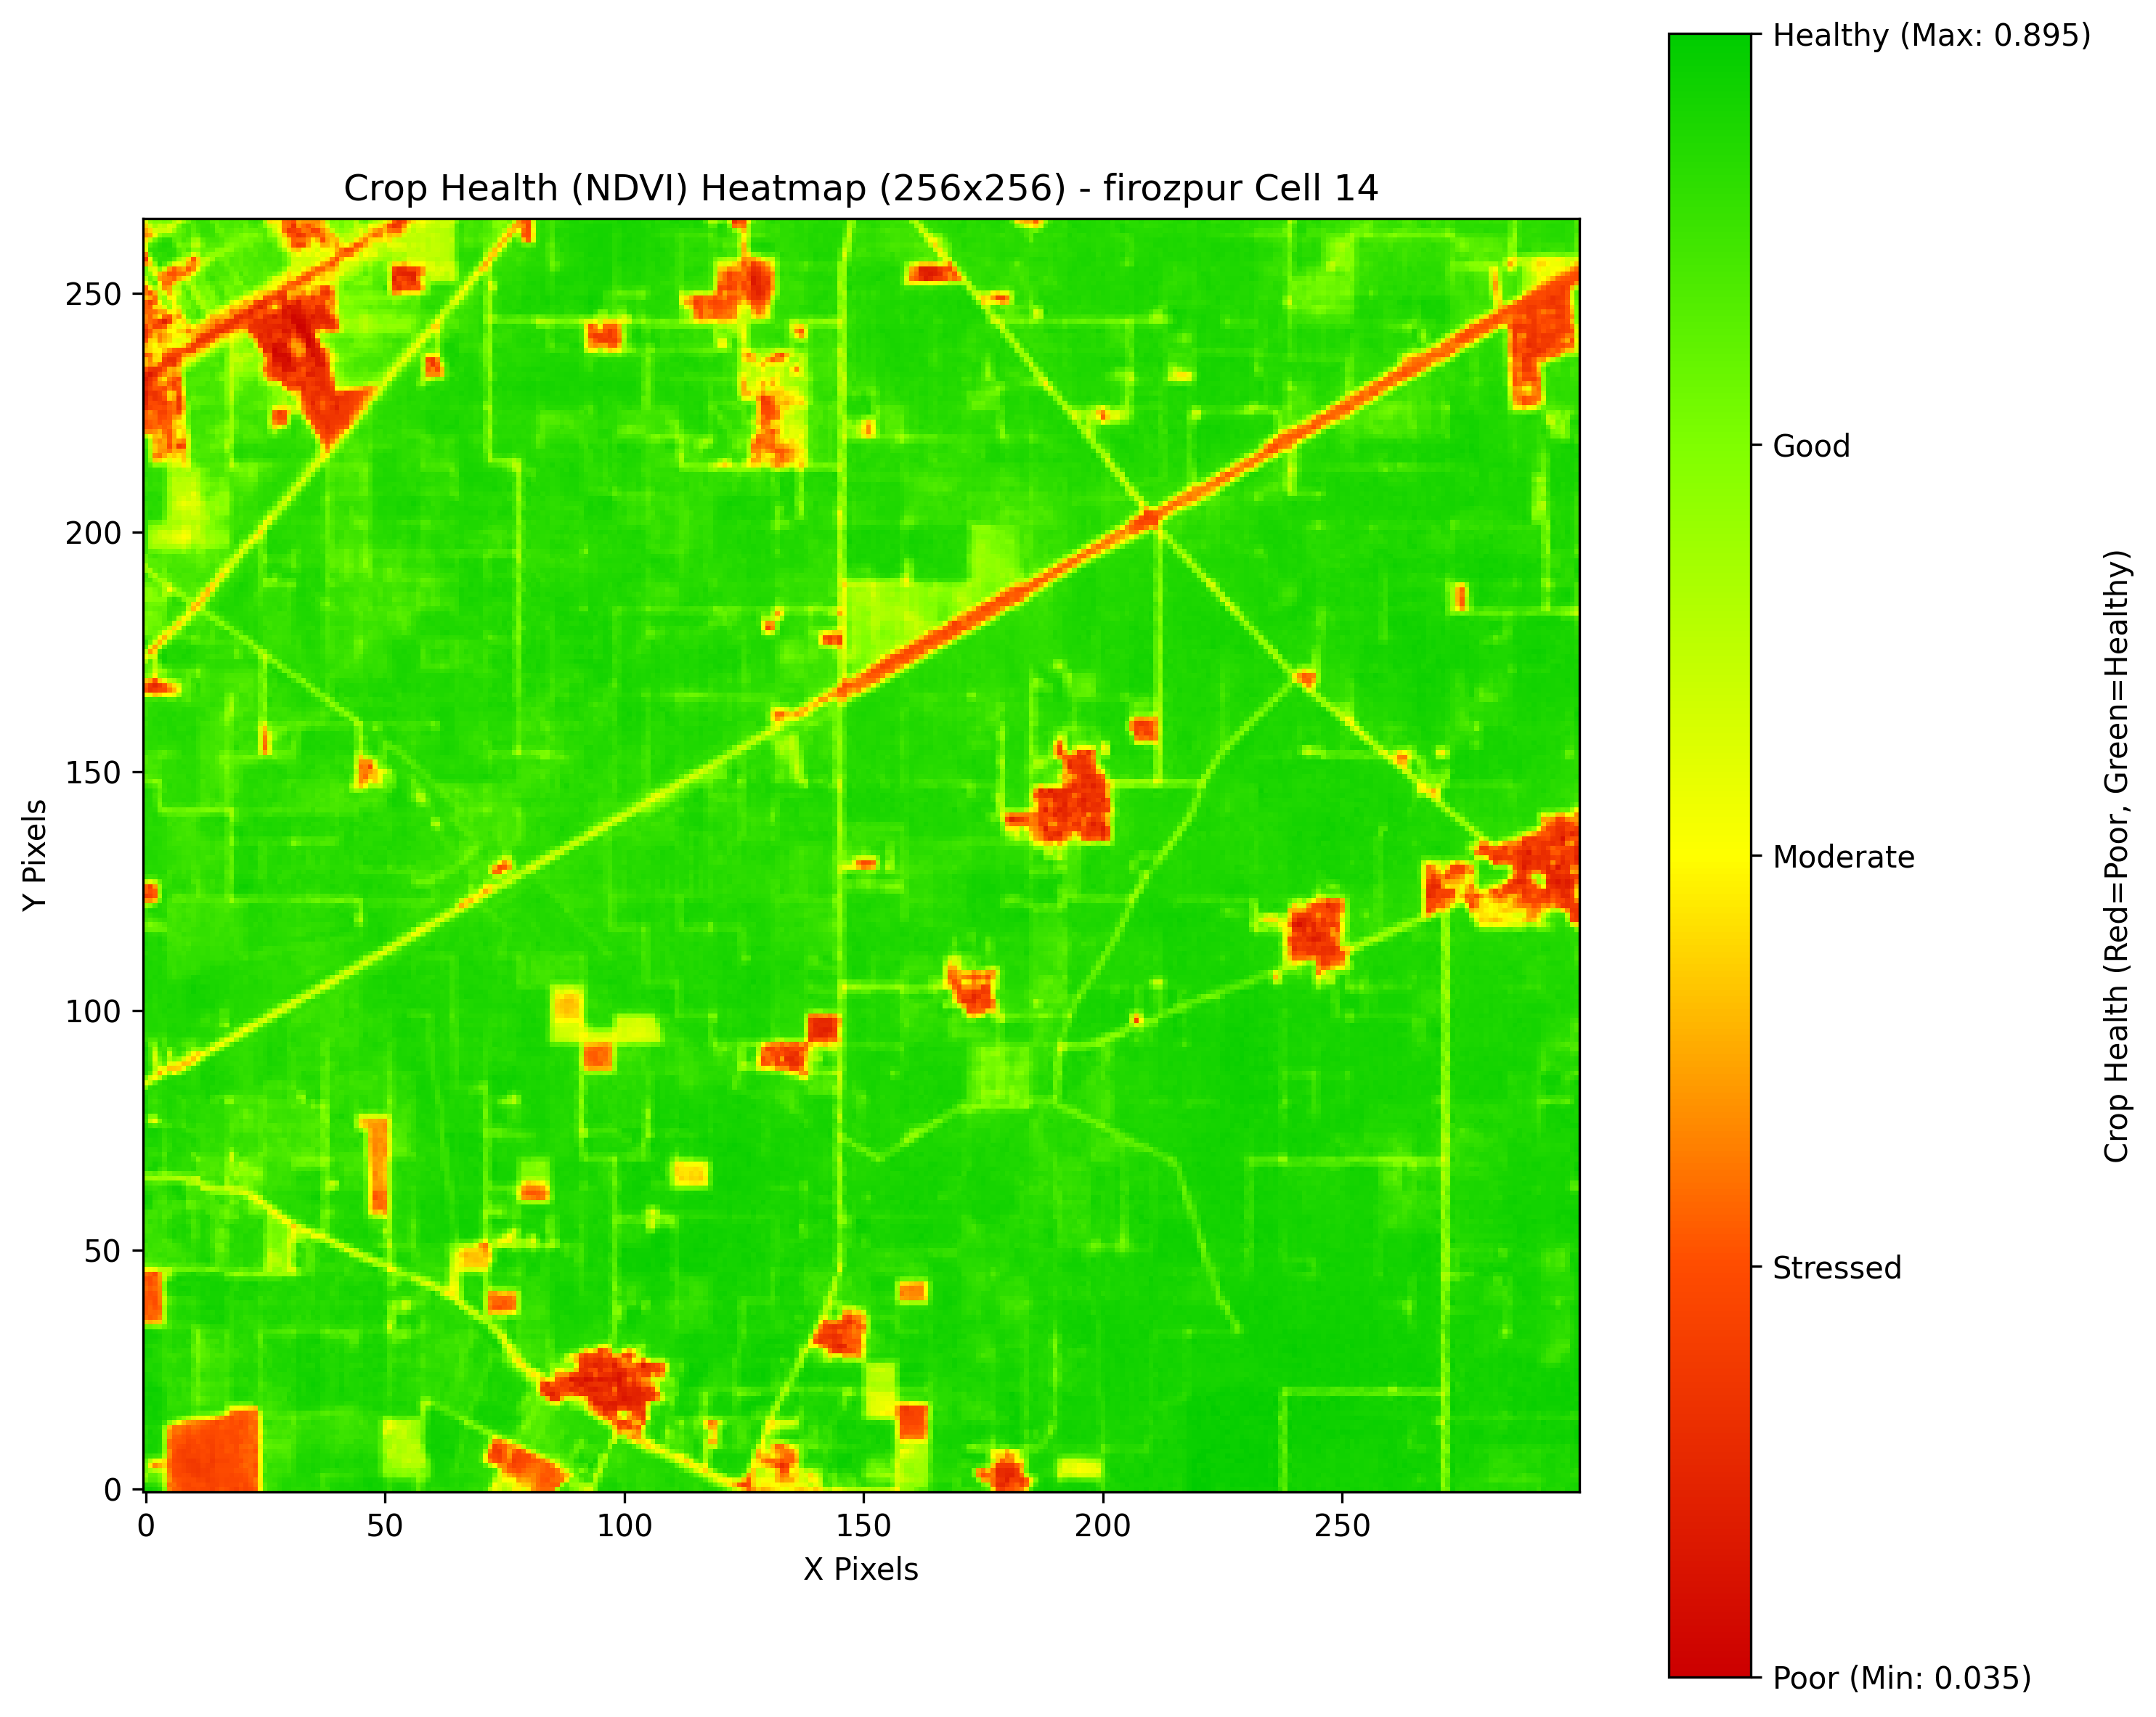 Crop Health (NDVI) Heatmap (256x256) - firozpur Cell 14
Y Pixels
250
200
150
100
50
0
0 50 100 150 200 250
X Pixels
Healthy (Max: 0.895)
Good
Moderate
Stressed
Poor (Min: 0.035)
Crop Health (Red=Poor, Green=Healthy)